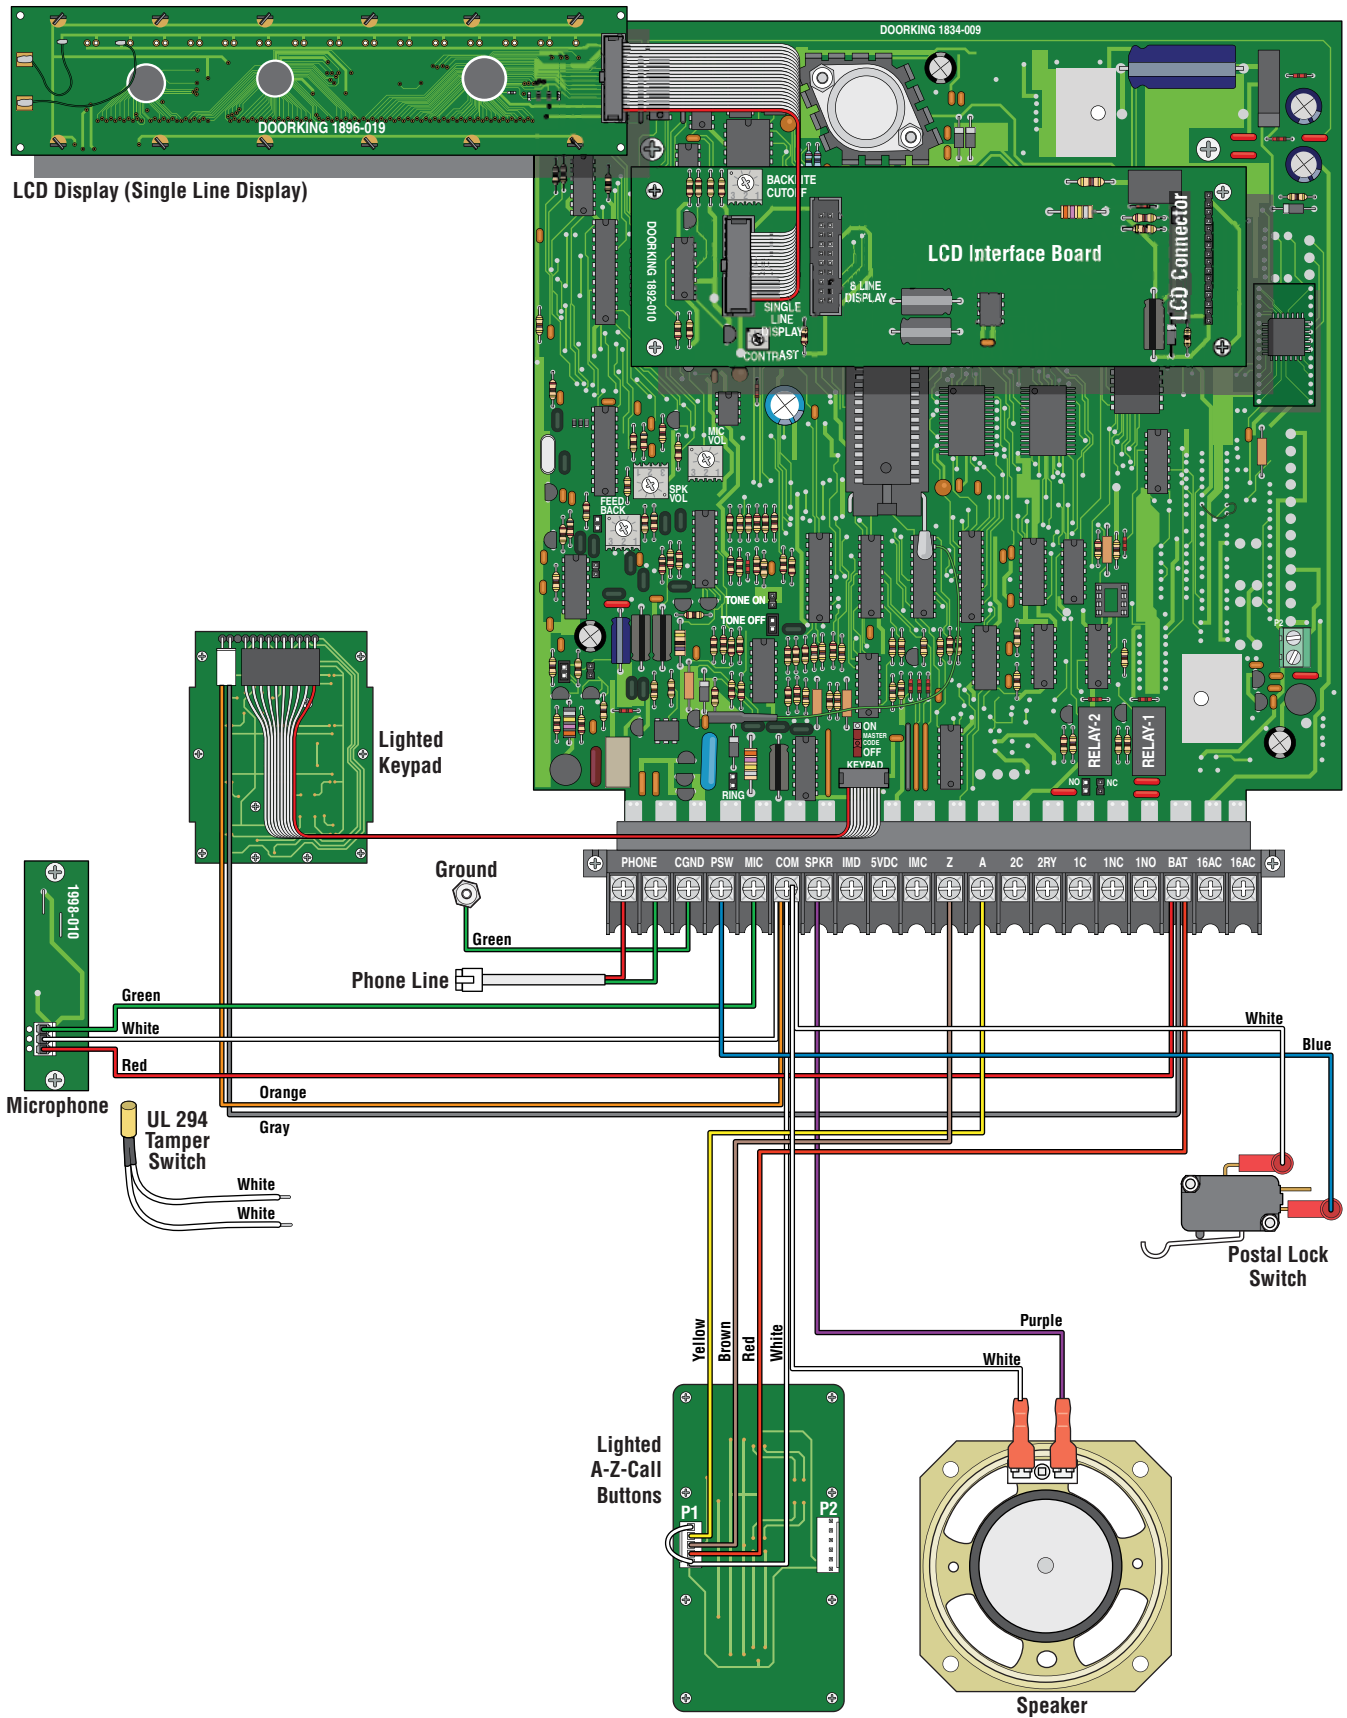 DOORKING 1834-009
DOORKING 1896-019
LCD Display (Single Line Display)
BACKLITE
CUTOFF
DOORKING 1892-010
LCD Interface Board
LCD Connector
SINGLE
LINE
DISPLAY
8 LINE
DISPLAY
CONTRAST
MIC
VOL
SPK
VOL
FEED
BACK
TONE ON
TONE OFF
P2
ON
MASTER
CODE
OFF
KEYPAD
RING
RELAY-2
RELAY-1
NO
NC
Lighted
Keypad
PHONE CGND PSW MIC COM SPKR IMD 5VDC IMC Z A 2C 2RY 1C 1NC 1NO BAT 16AC 16AC
1998-010
Ground
Green
Phone Line
Green
White
Red
Microphone
Orange
Gray
White
Blue
UL 294
Tamper
Switch
White
White
Postal Lock
Switch
Yellow
Brown
Red
White
Purple
White
Lighted
A-Z-Call
Buttons
P1
P2
Speaker